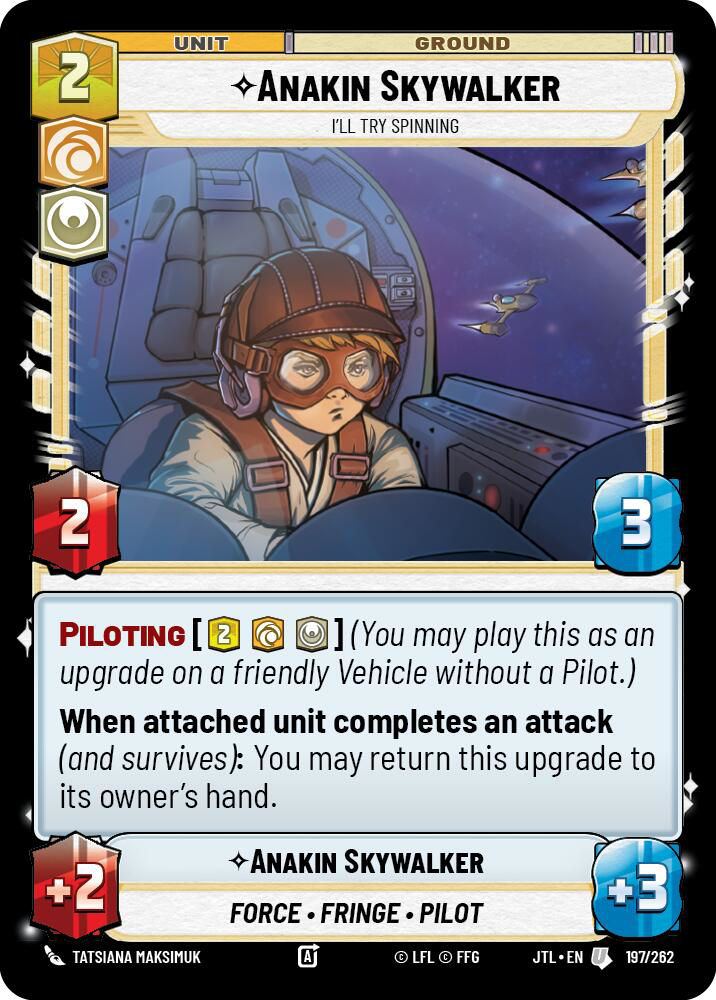 UNIT
GROUND
2
✧ANAKIN SKYWALKER
I'LL TRY SPINNING
2
3
PILOTING [2] (You may play this as an
upgrade on a friendly Vehicle without a Pilot.)
When attached unit completes an attack
(and survives): You may return this upgrade to
its owner's hand.
+2
✧ANAKIN SKYWALKER
+3
FORCE • FRINGE • PILOT
TATSIANA MAKSIMUK
A
© LFL © FFG
JTL • EN
U
197/262